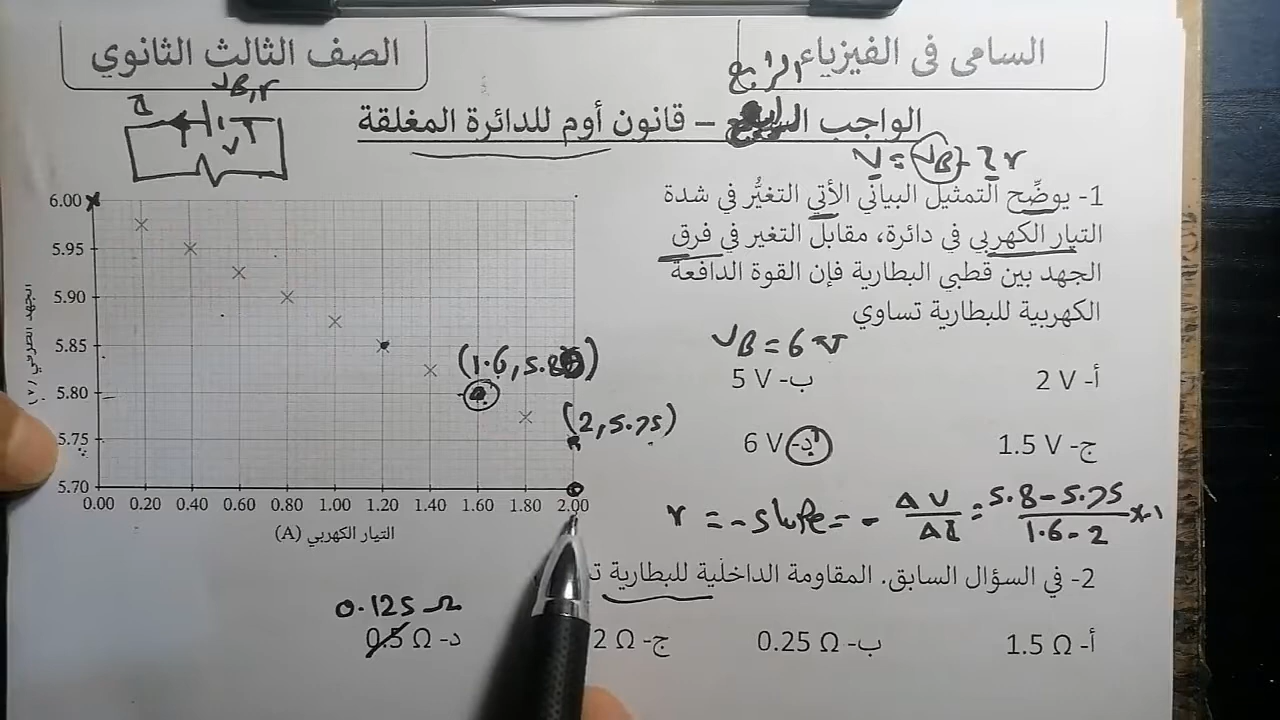 السامي في الفيزياء
الرابع
الصف الثالث الثانوي
الواجب – قانون أوم للدائرة المغلقة
VB, r
V
V = VB - I r
1- يوضِّح التمثيل البياني الأتي التغيُّر في شدة
التيار الكهربي في دائرة، مقابل التغير في فرق
الجهد بين قطبي البطارية فإن القوة الدافعة
الكهربية للبطارية تساوي
VB = 6 V
أ- 2 V
ب- 5 V
ج- 1.5 V
د- 6 V
6.00
5.95
5.90
5.85
5.80
5.75
5.70
0.00 0.20 0.40 0.60 0.80 1.00 1.20 1.40 1.60 1.80 2.00
التيار الكهربي (A)
(1.6, 5.8)
(2, 5.75)
r = - slope = - ΔV/ΔI = 5.8 - 5.75 / 1.6 - 2 x -1
2- في السؤال السابق. المقاومة الداخلية للبطارية
أ- 1.5 Ω
ب- 0.25 Ω
ج- 2 Ω
0.125 Ω
د- 0.5 Ω